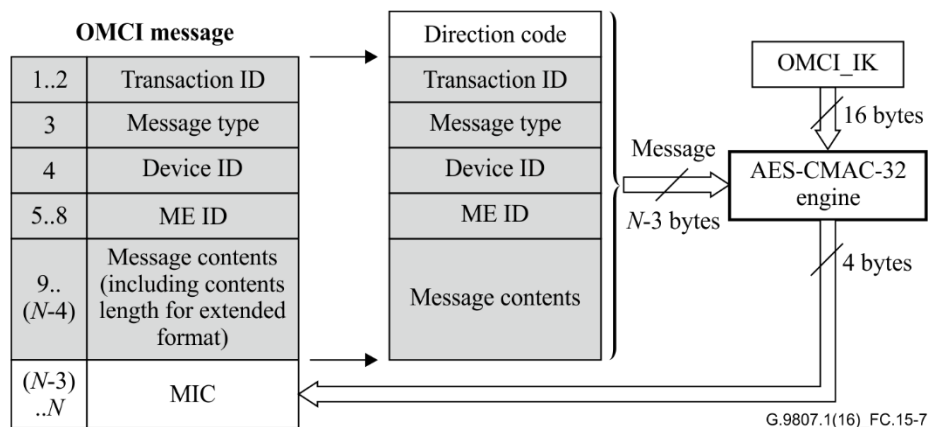 OMCI message
1..2 Transaction ID
3 Message type
4 Device ID
5..8 ME ID
9..
(N-4)
Message contents
(including contents
length for extended
format)
(N-3)
..N
MIC
Direction code
Transaction ID
Message type
Device ID
ME ID
Message contents
Message
N-3 bytes
OMCI_IK
16 bytes
AES-CMAC-32
engine
4 bytes
G.9807.1(16)_FC.15-7